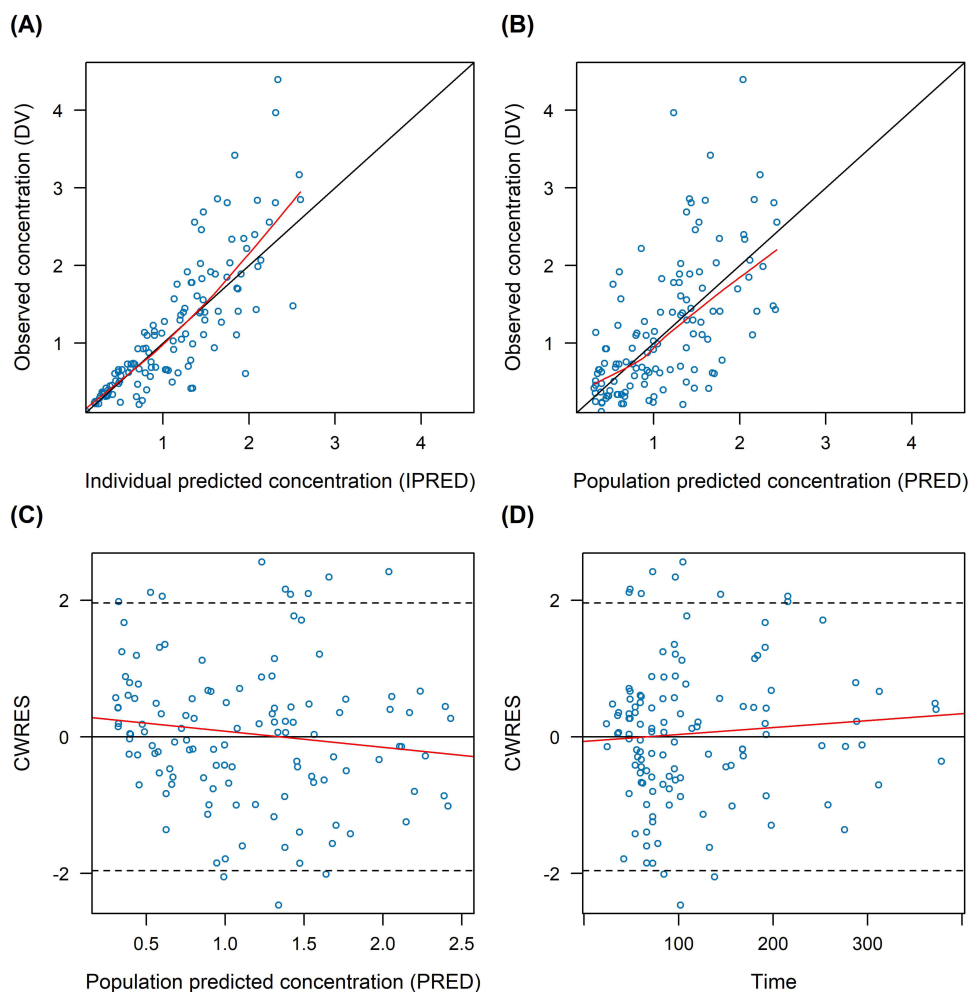 (A)
Observed concentration (DV)
4
3
2
1
1 2 3 4
Individual predicted concentration (IPRED)
(B)
Observed concentration (DV)
4
3
2
1
1 2 3 4
Population predicted concentration (PRED)
(C)
CWRES
2
0
-2
0.5 1.0 1.5 2.0 2.5
Population predicted concentration (PRED)
(D)
CWRES
2
0
-2
100 200 300
Time